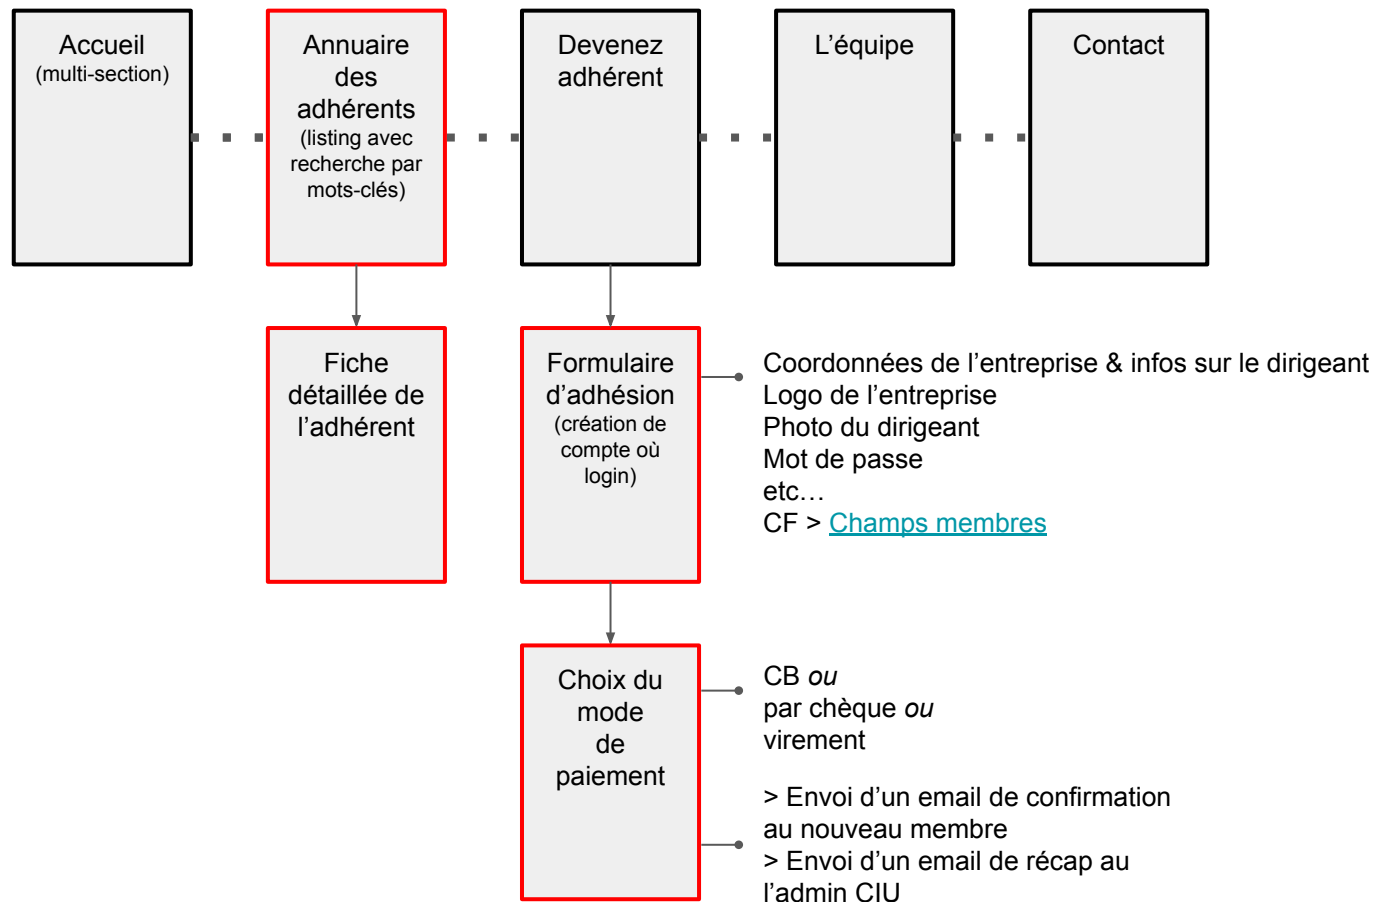 Accueil
(multi-section)
Annuaire
des
adhérents
(listing avec
recherche par
mots-clés)
Devenez
adhérent
L’équipe
Contact
Fiche
détaillée de
l’adhérent
Formulaire
d’adhésion
(création de
compte où
login)
Coordonnées de l’entreprise & infos sur le dirigeant
Logo de l’entreprise
Photo du dirigeant
Mot de passe
etc…
CF > Champs membres
Choix du
mode
de
paiement
CB ou
par chèque ou
virement
> Envoi d’un email de confirmation
au nouveau membre
> Envoi d’un email de récap au
l’admin CIU